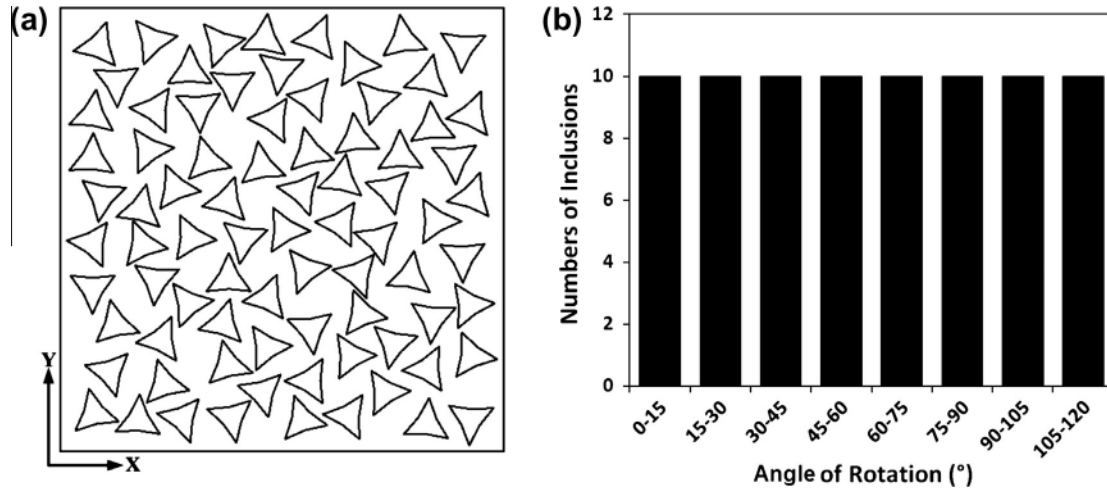 (a)
Y
X
(b)
12
10
8
6
4
2
0
Numbers of Inclusions
0-15
15-30
30-45
45-60
60-75
75-90
90-105
105-120
Angle of Rotation (°)